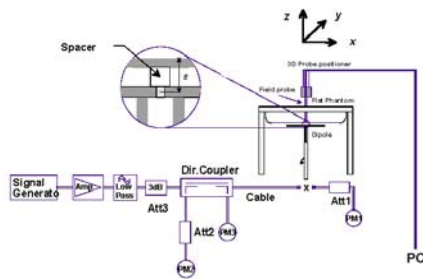 z
y
x
Spacer
s
3D Probe positioner
Field probe
Flat Phantom
Dipole
Dir.Coupler
Signal
Generato
Amp
Low
Pass
3dB
Att3
Cable
x
Att1
PM1
Att2
PM3
PM2
PC